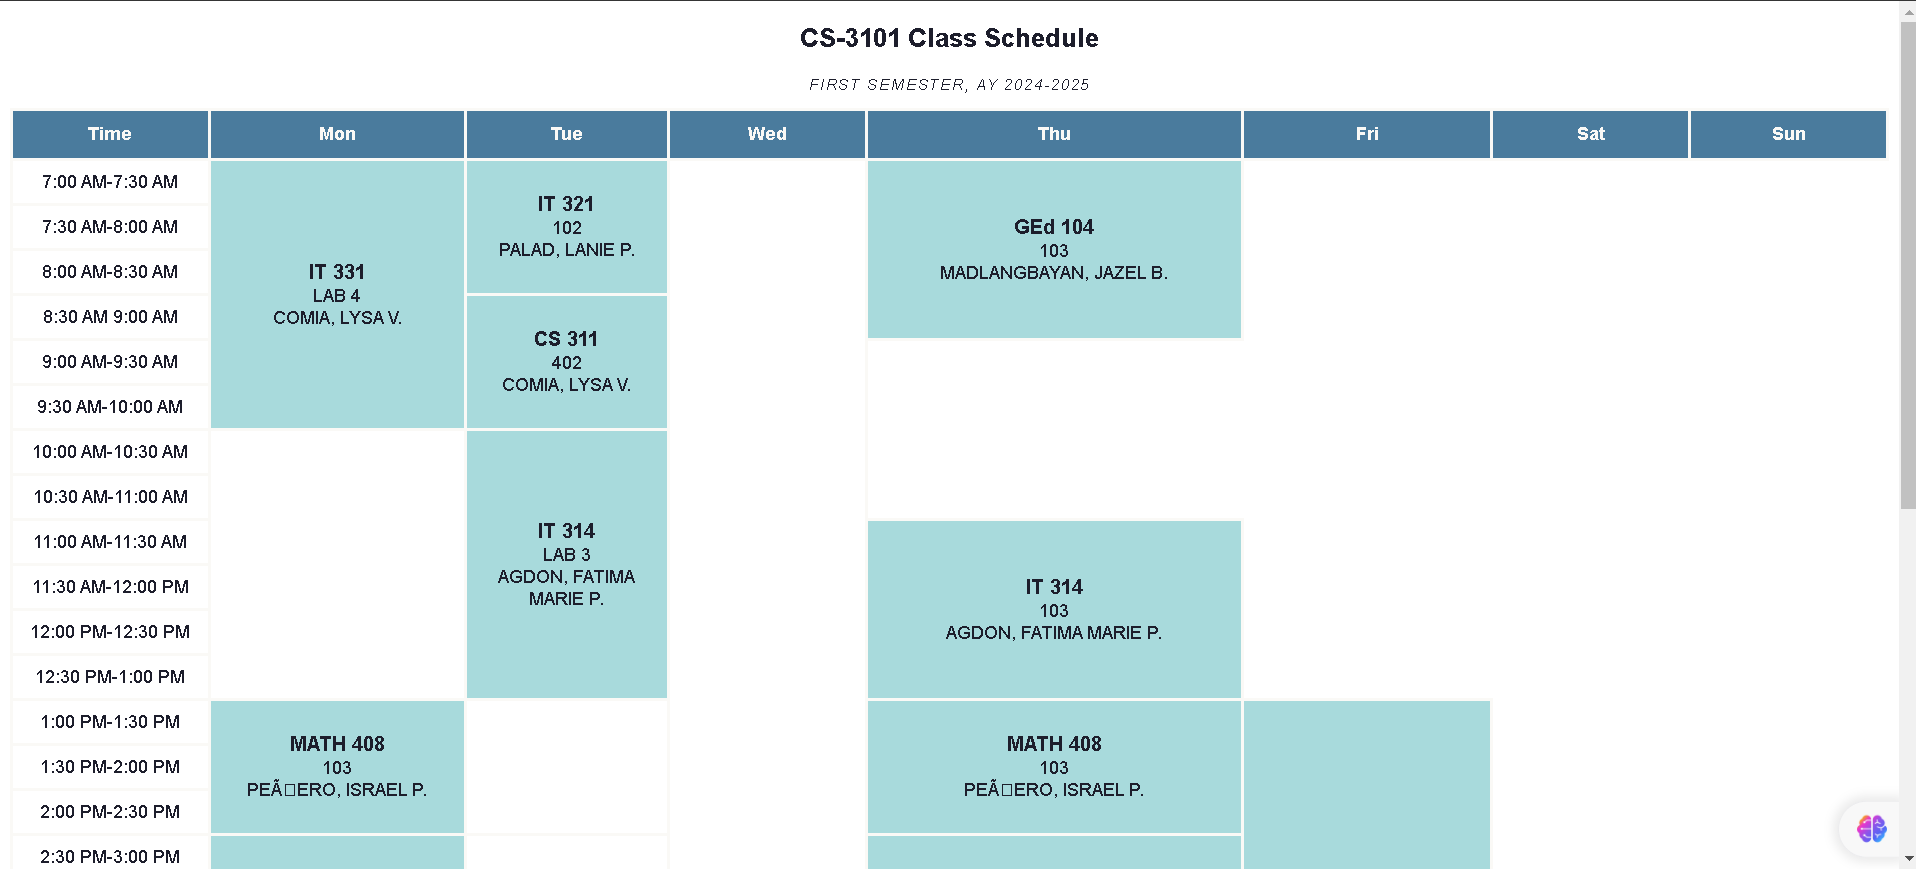 CS-3101 Class Schedule
FIRST SEMESTER, AY 2024-2025
Time Mon Tue Wed Thu Fri Sat Sun
7:00 AM-7:30 AM
7:30 AM-8:00 AM
8:00 AM-8:30 AM
8:30 AM 9:00 AM
9:00 AM-9:30 AM
9:30 AM-10:00 AM
10:00 AM-10:30 AM
10:30 AM-11:00 AM
11:00 AM-11:30 AM
11:30 AM-12:00 PM
12:00 PM-12:30 PM
12:30 PM-1:00 PM
1:00 PM-1:30 PM
1:30 PM-2:00 PM
2:00 PM-2:30 PM
2:30 PM-3:00 PM
IT 331
LAB 4
COMIA, LYSA V.
MATH 408
103
PEÃ□ERO, ISRAEL P.
IT 321
102
PALAD, LANIE P.
CS 311
402
COMIA, LYSA V.
IT 314
LAB 3
AGDON, FATIMA
MARIE P.
GEd 104
103
MADLANGBAYAN, JAZEL B.
IT 314
103
AGDON, FATIMA MARIE P.
MATH 408
103
PEÃ□ERO, ISRAEL P.